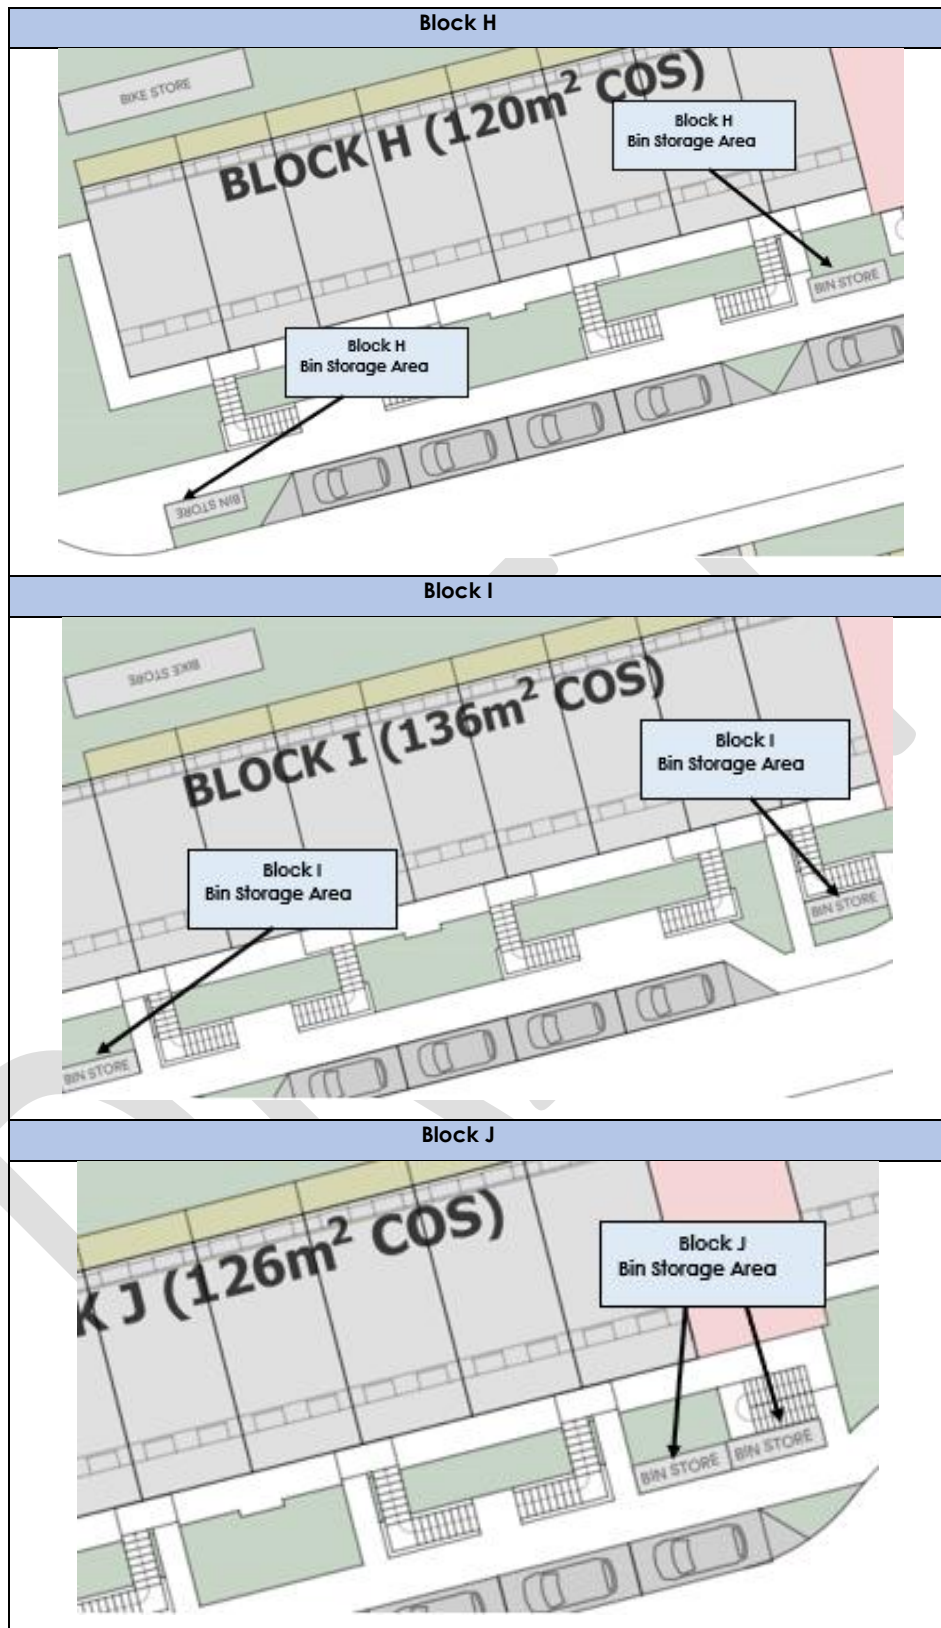 Block H
BIKE STORE
BLOCK H (120m² COS)
Block H
Bin Storage Area
BIN STORE
Block H
Bin Storage Area
BIN STORE
Block I
BIKE STORE
BLOCK I (136m² COS)
Block I
Bin Storage Area
BIN STORE
Block I
Bin Storage Area
BIN STORE
Block J
K J (126m² COS)
Block J
Bin Storage Area
BIN STORE
BIN STORE